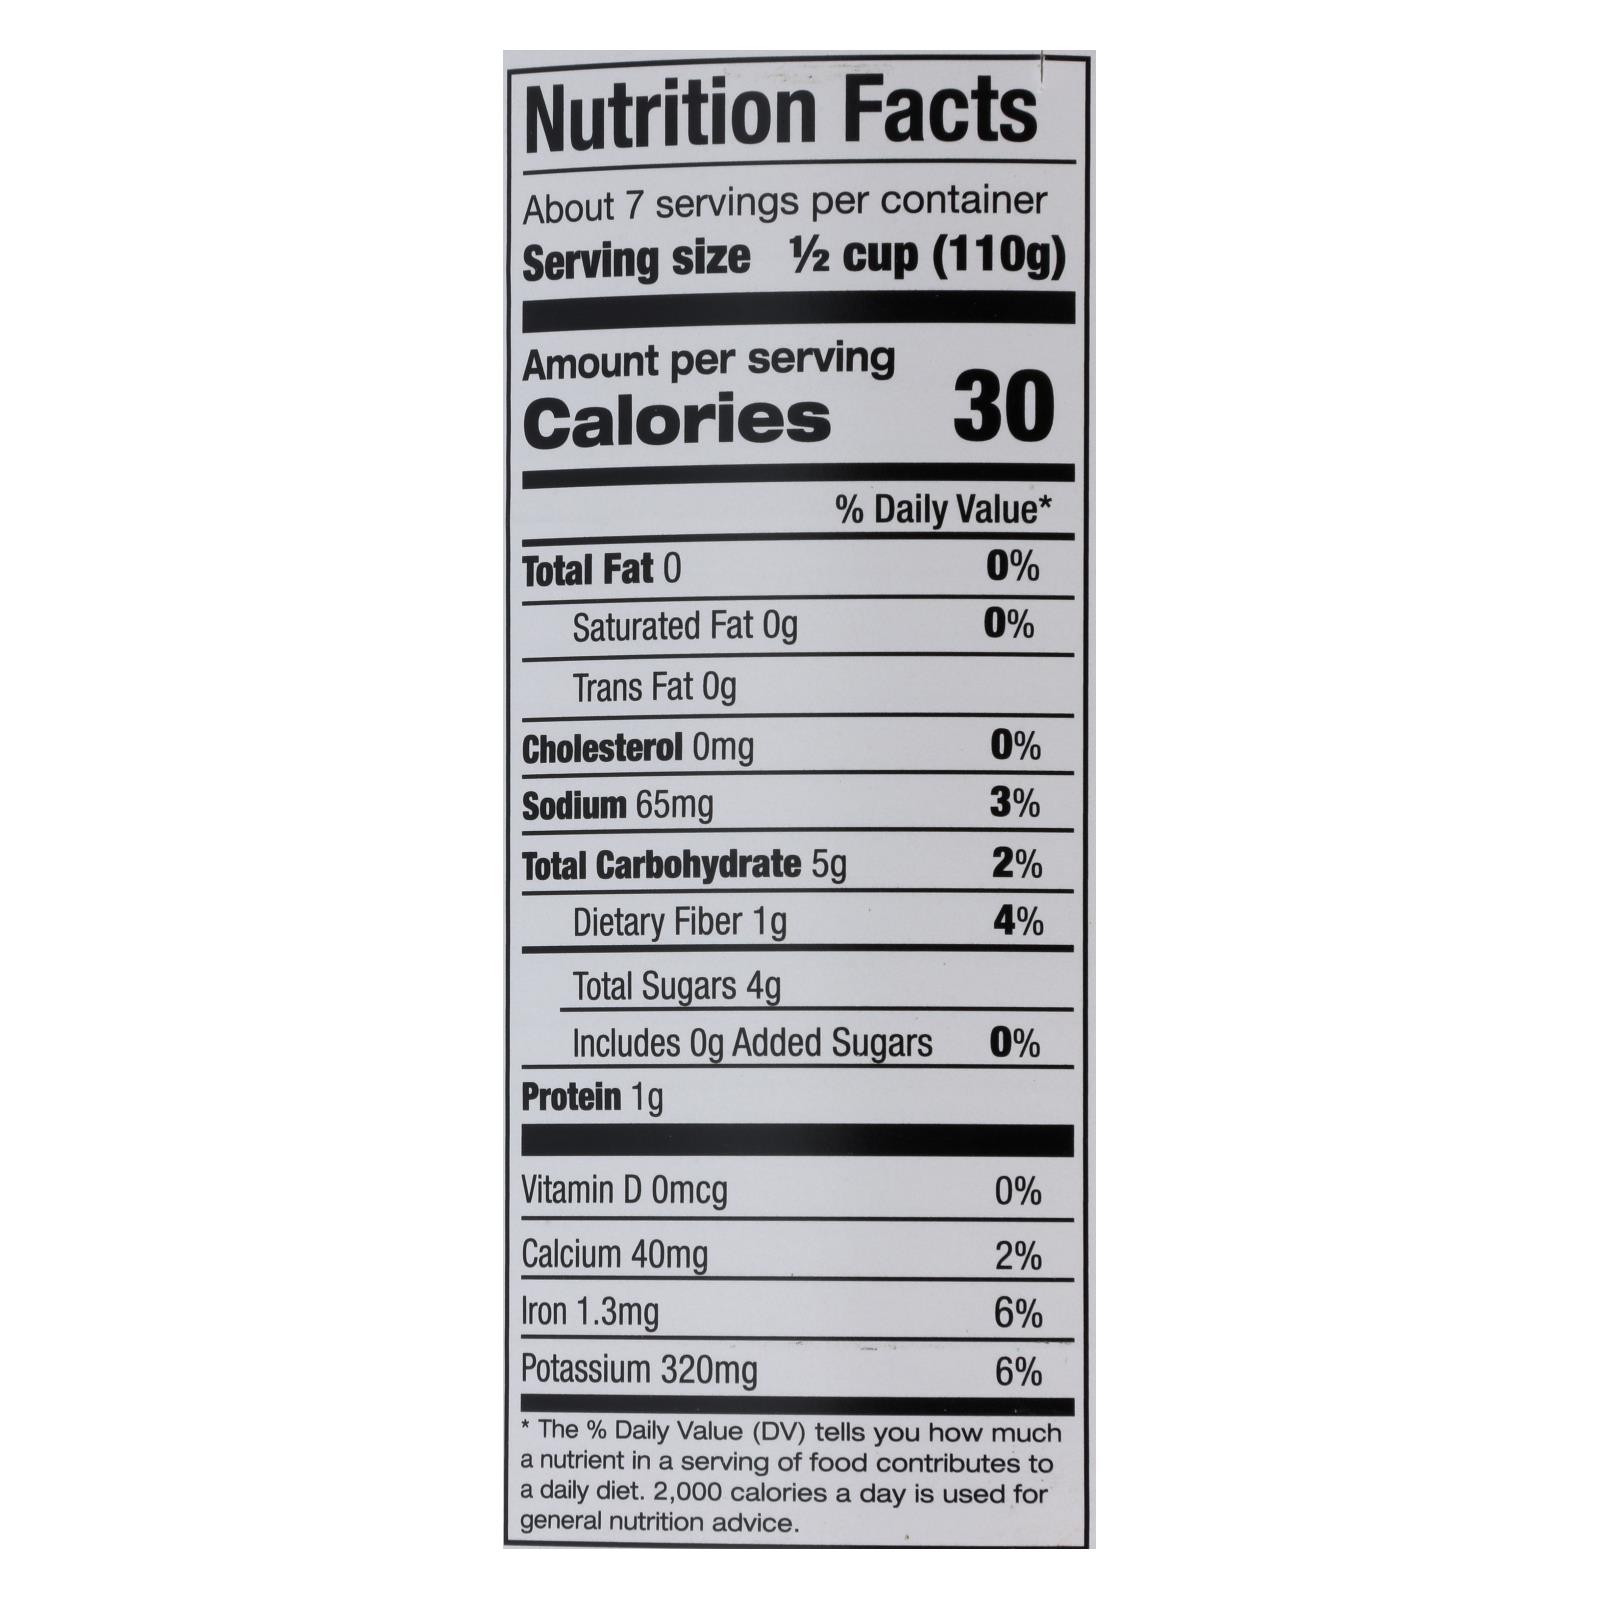 Nutrition Facts
About 7 servings per container
Serving size ½ cup (110g)
Amount per serving
Calories 30
% Daily Value*
Total Fat 0 0%
Saturated Fat 0g 0%
Trans Fat 0g
Cholesterol 0mg 0%
Sodium 65mg 3%
Total Carbohydrate 5g 2%
Dietary Fiber 1g 4%
Total Sugars 4g
Includes 0g Added Sugars 0%
Protein 1g
Vitamin D 0mcg 0%
Calcium 40mg 2%
Iron 1.3mg 6%
Potassium 320mg 6%
* The % Daily Value (DV) tells you how much
a nutrient in a serving of food contributes to
a daily diet. 2,000 calories a day is used for
general nutrition advice.